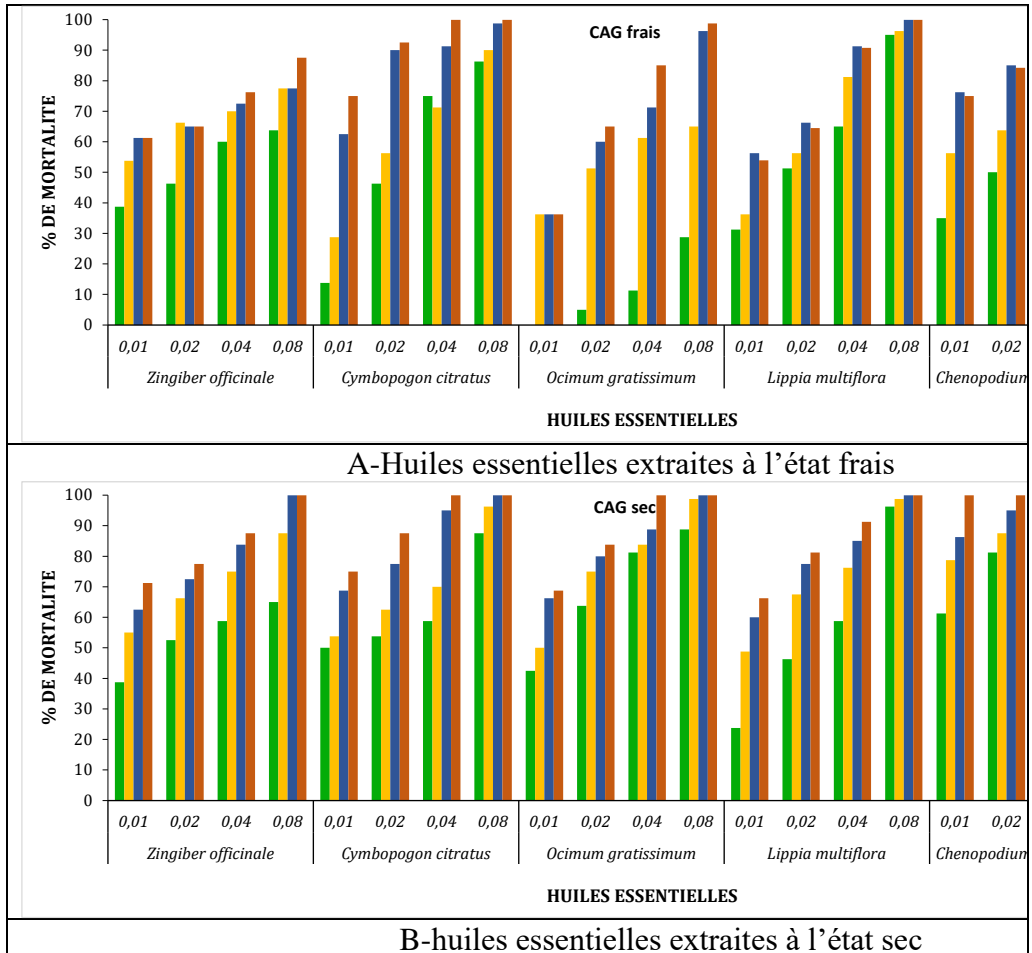 CAG frais
% DE MORTALITE
100
90
80
70
60
50
40
30
20
10
0
0,01 0,02 0,04 0,08 0,01 0,02 0,04 0,08 0,01 0,02 0,04 0,08 0,01 0,02 0,04 0,08 0,01 0,02
Zingiber officinale Cymbopogon citratus Ocimum gratissimum Lippia multiflora Chenopodium
HUILES ESSENTIELLES
A-Huiles essentielles extraites à l’état frais
CAG sec
% DE MORTALITE
100
90
80
70
60
50
40
30
20
10
0
0,01 0,02 0,04 0,08 0,01 0,02 0,04 0,08 0,01 0,02 0,04 0,08 0,01 0,02 0,04 0,08 0,01 0,02
Zingiber officinale Cymbopogon citratus Ocimum gratissimum Lippia multiflora Chenopodium
HUILES ESSENTIELLES
B-huiles essentielles extraites à l’état sec